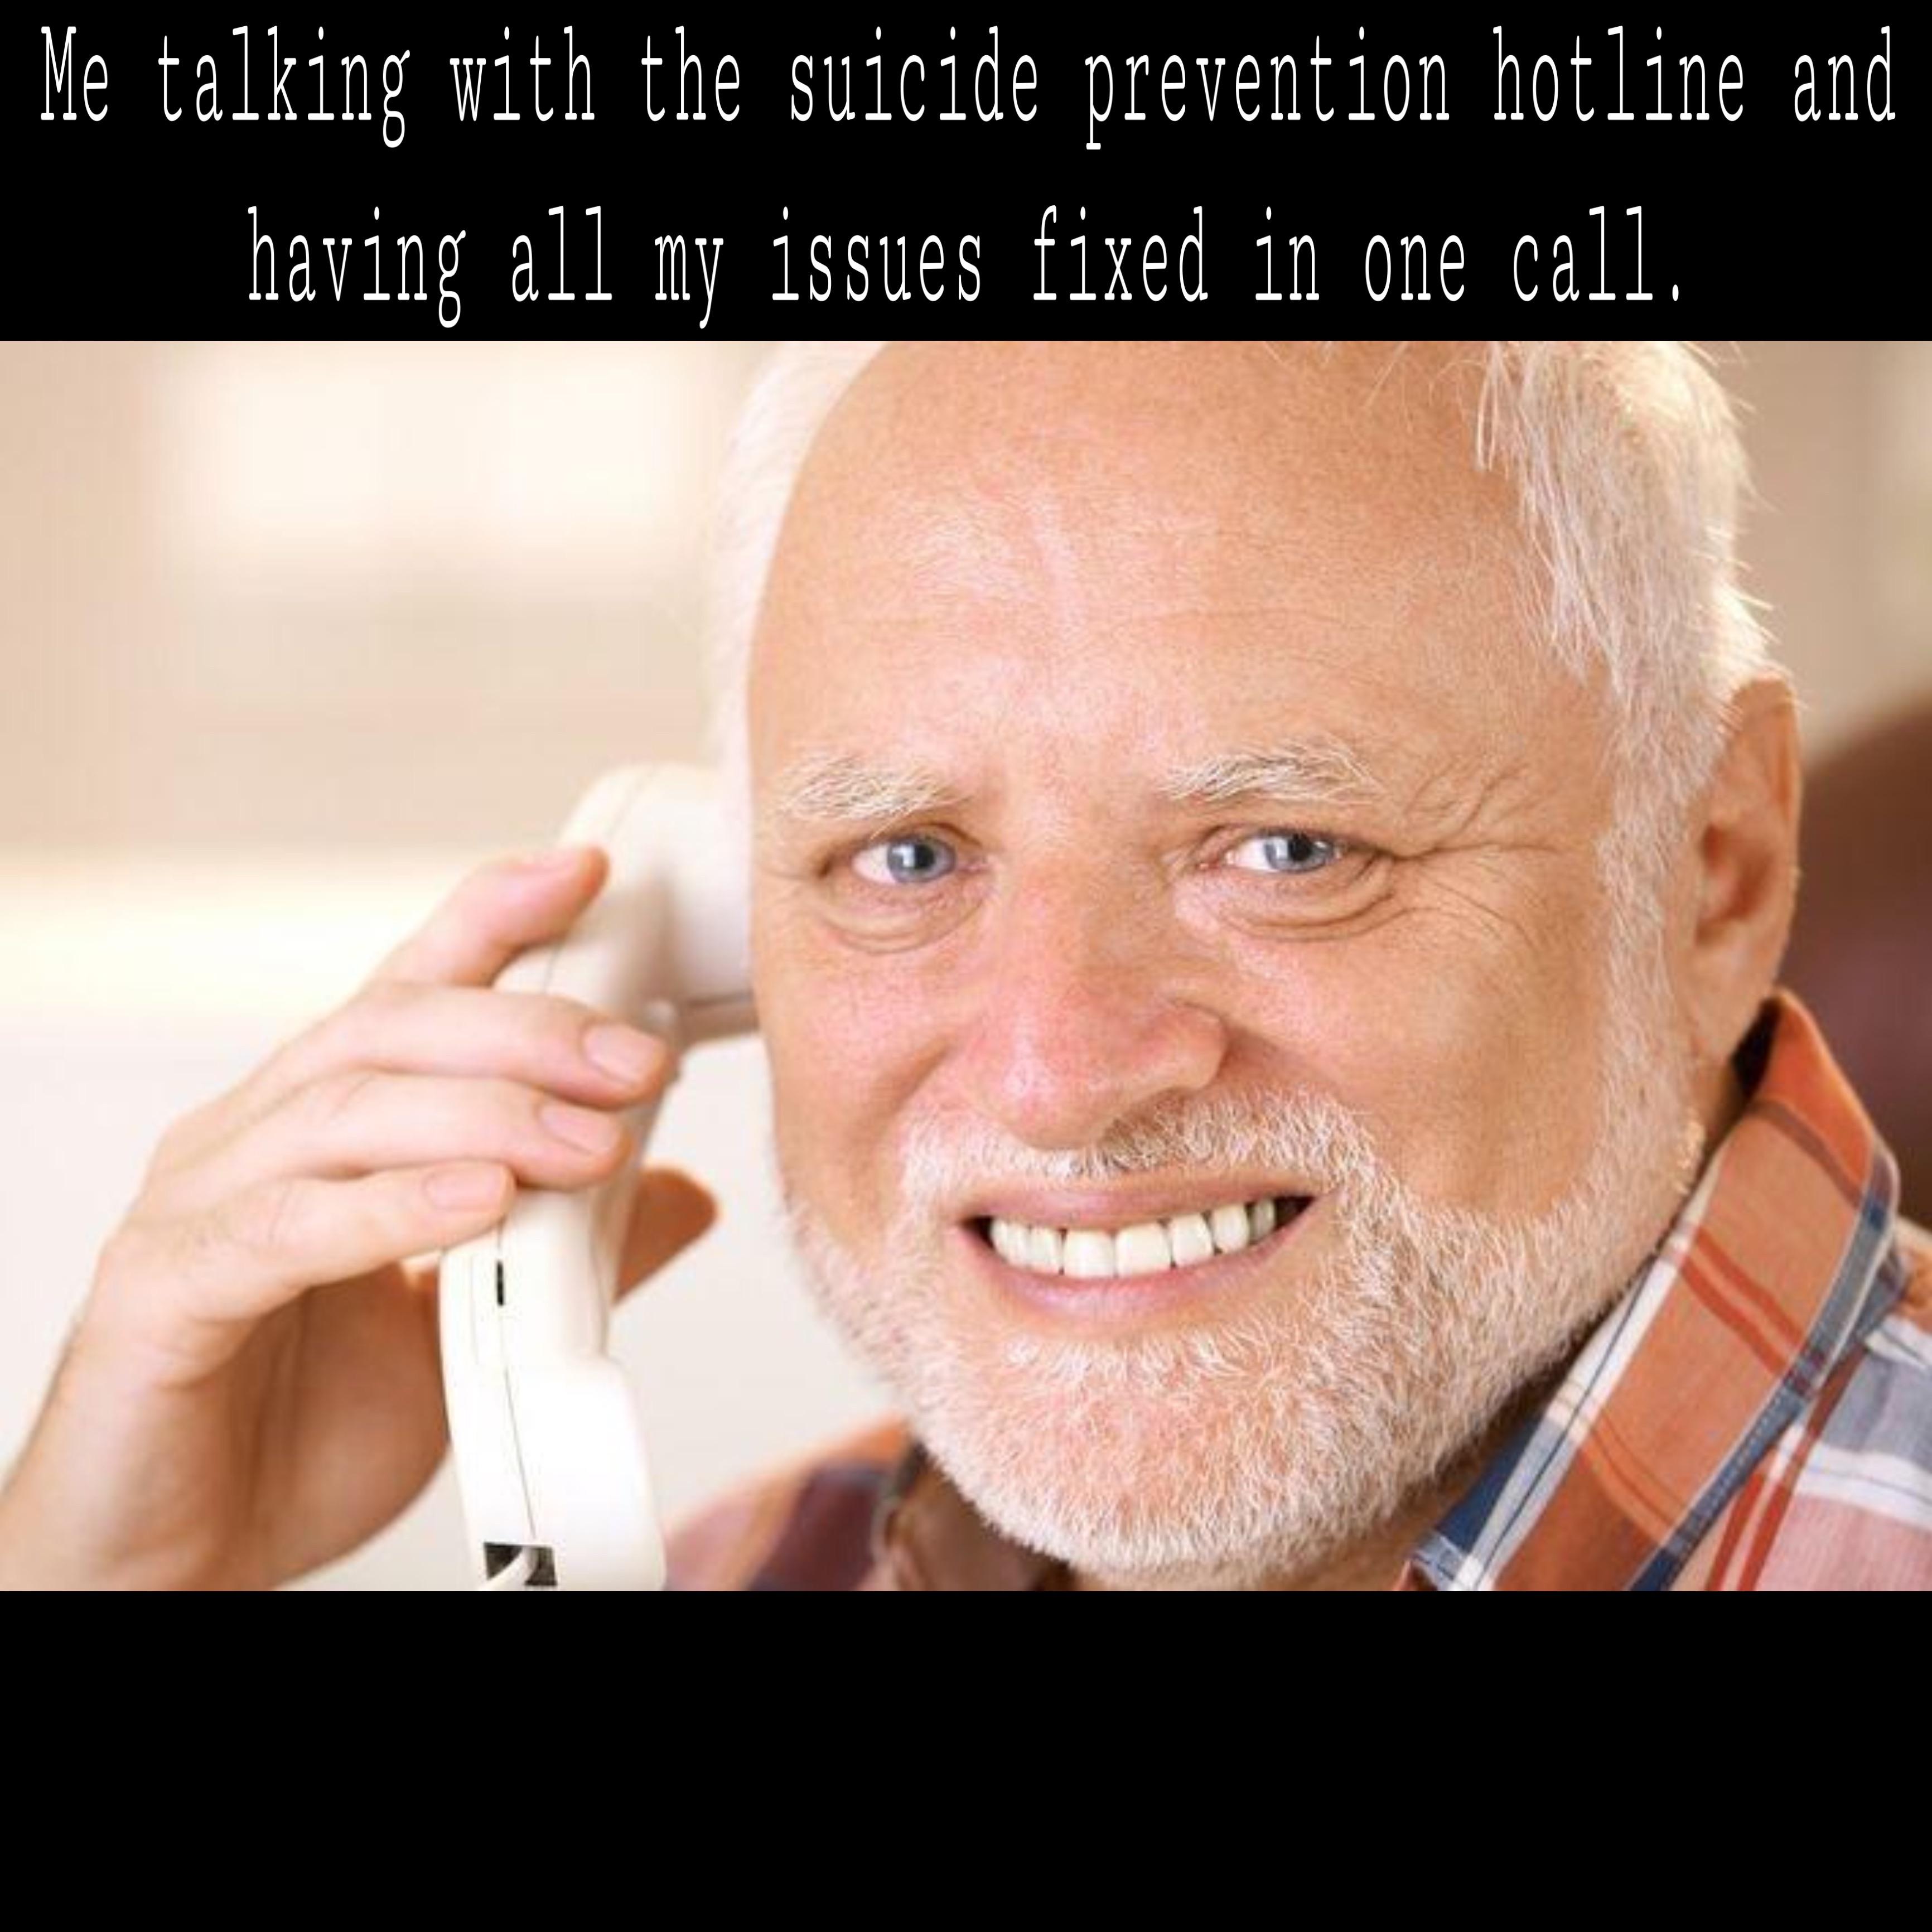 Me talking with the suicide prevention hotline and
having all my issues fixed in one call.